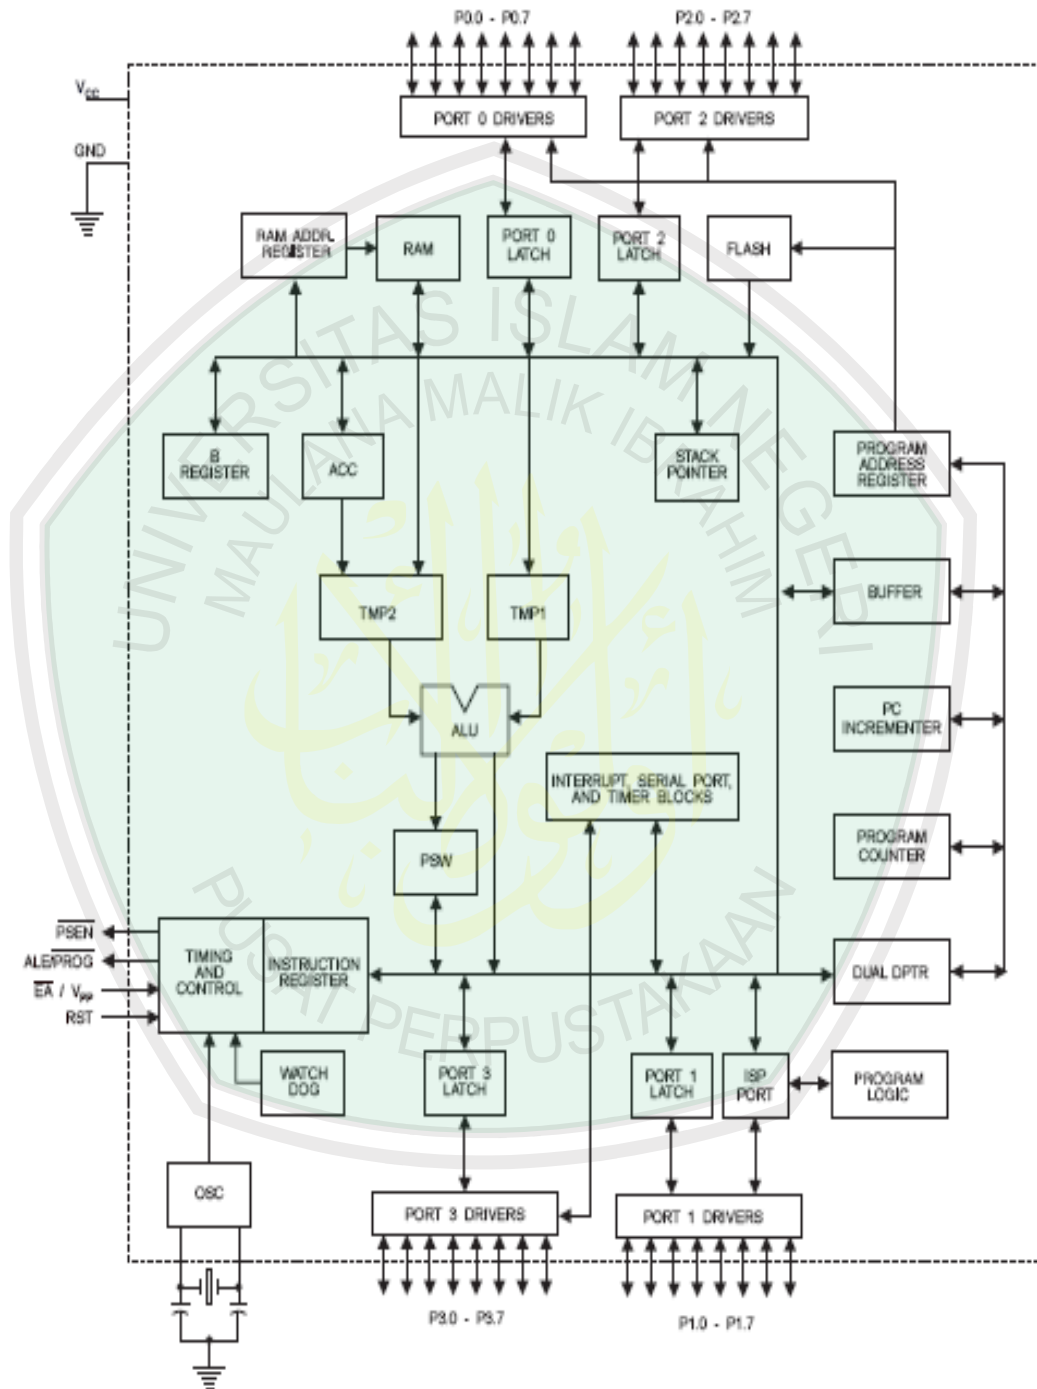 P0.0 - P0.7
P2.0 - P2.7
VCC
PORT 0 DRIVERS
PORT 2 DRIVERS
GND
RAM ADDR.
REGISTER
RAM
PORT 0
LATCH
PORT 2
LATCH
FLASH
B
REGISTER
ACC
STACK
POINTER
PROGRAM
ADDRESS
REGISTER
TMP2
TMP1
BUFFER
ALU
PC
INCREMENTER
INTERRUPT, SERIAL PORT,
AND TIMER BLOCKS
PSW
PROGRAM
COUNTER
PSEN
ALE/PROG
EA / VPP
RST
TIMING
AND
CONTROL
INSTRUCTION
REGISTER
DUAL DPTR
WATCH
DOG
PORT 3
LATCH
PORT 1
LATCH
ISP
PORT
PROGRAM
LOGIC
OSC
PORT 3 DRIVERS
PORT 1 DRIVERS
P3.0 - P3.7
P1.0 - P1.7
UNIVERSITAS ISLAM NEGERI
MAULANA MALIK IBRAHIM
PUSAT PERPUSTAKAAN